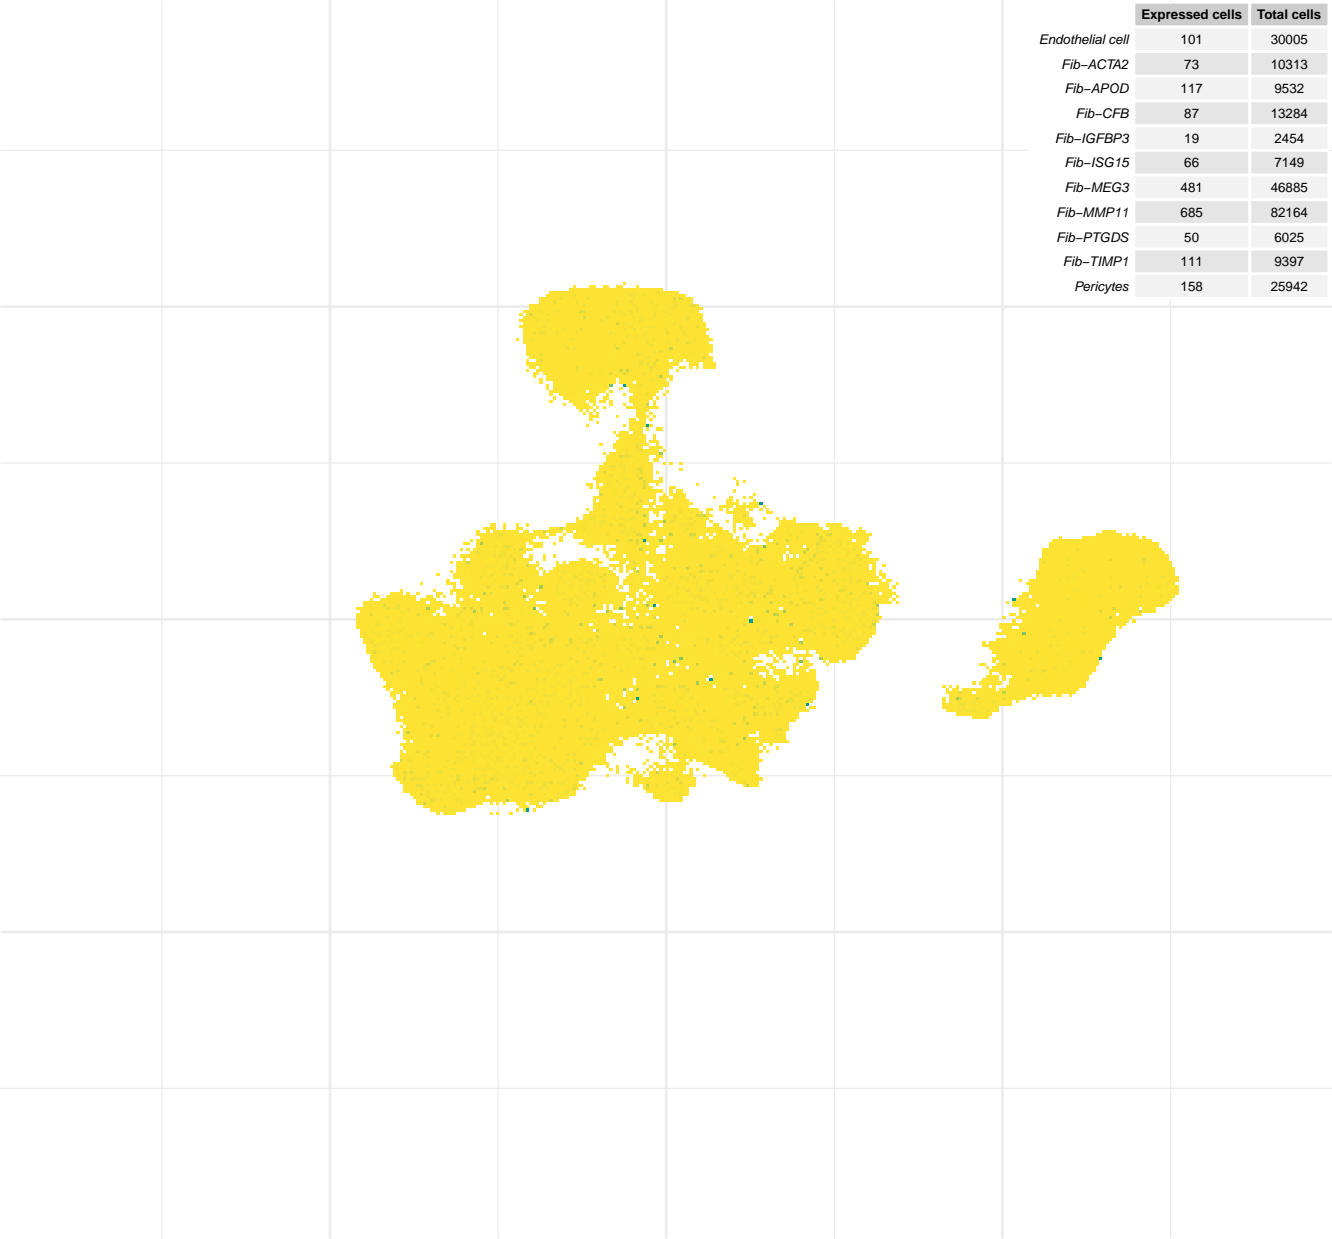 Expressed cells Total cells
Endothelial cell 101 30005
Fib−ACTA2 73 10313
Fib−APOD 117 9532
Fib−CFB 87 13284
Fib−IGFBP3 19 2454
Fib−ISG15 66 7149
Fib−MEG3 481 46885
Fib−MMP11 685 82164
Fib−PTGDS 50 6025
Fib−TIMP1 111 9397
Pericytes 158 25942